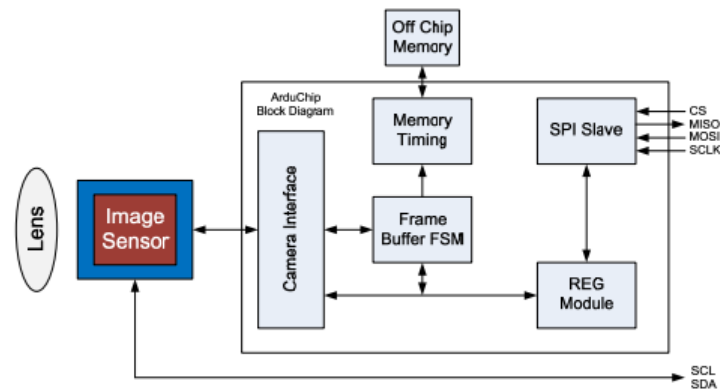 Off Chip
Memory
ArduChip
Block Diagram
Memory
Timing
SPI Slave
CS
MISO
MOSI
SCLK
Lens
Image
Sensor
Camera Interface
Frame
Buffer FSM
REG
Module
SCL
SDA